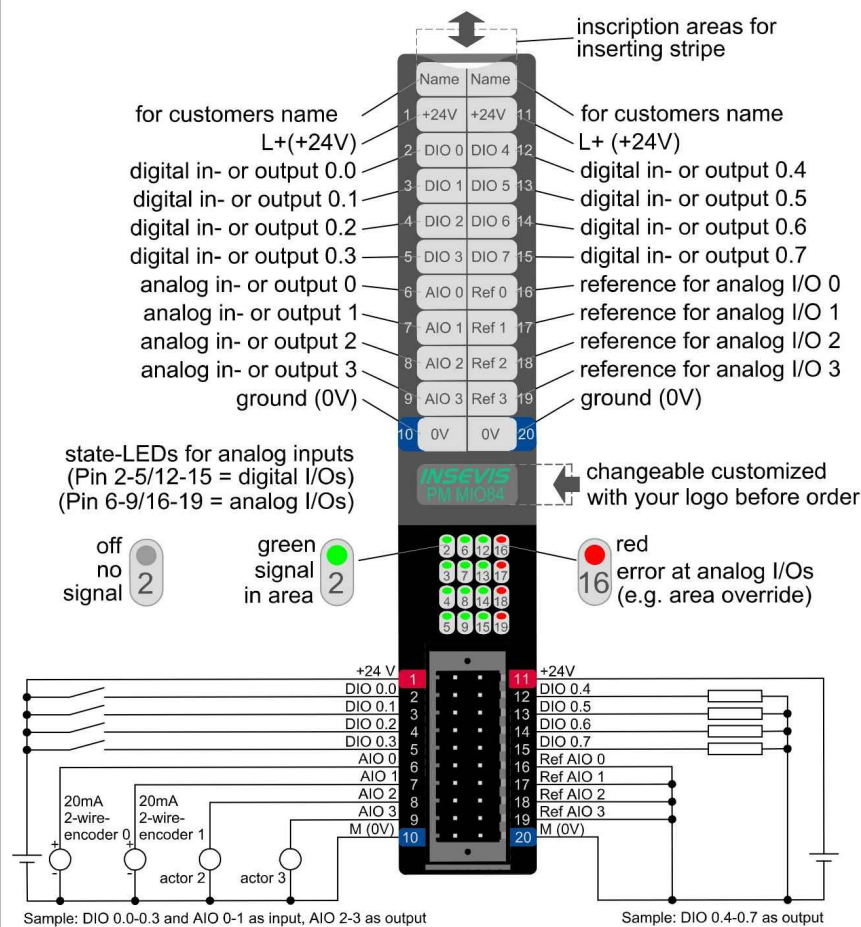 inscription areas for
inserting stripe
Name Name
for customers name
for customers name
1 +24V +24V 11
L+(+24V)
L+ (+24V)
2 DIO 0 DIO 4 12
digital in- or output 0.0
digital in- or output 0.4
3 DIO 1 DIO 5 13
digital in- or output 0.1
digital in- or output 0.5
4 DIO 2 DIO 6 14
digital in- or output 0.2
digital in- or output 0.6
5 DIO 3 DIO 7 15
digital in- or output 0.3
digital in- or output 0.7
6 AIO 0 Ref 0 16
analog in- or output 0
reference for analog I/O 0
7 AIO 1 Ref 1 17
analog in- or output 1
reference for analog I/O 1
8 AIO 2 Ref 2 18
analog in- or output 2
reference for analog I/O 2
9 AIO 3 Ref 3 19
analog in- or output 3
reference for analog I/O 3
10 0V 0V 20
ground (0V)
ground (0V)
state-LEDs for analog inputs
(Pin 2-5/12-15 = digital I/Os)
(Pin 6-9/16-19 = analog I/Os)
INSEVIS
PM MIO84
changeable customized
with your logo before order
off
no
signal
2
green
signal
in area
2
2 6 12 16
3 7 13 17
4 8 14 18
5 9 15 19
16
red
error at analog I/Os
(e.g. area override)
+24 V 1 11 +24V
DIO 0.0 2 12 DIO 0.4
DIO 0.1 3 13 DIO 0.5
DIO 0.2 4 14 DIO 0.6
DIO 0.3 5 15 DIO 0.7
AIO 0 6 16 Ref AIO 0
AIO 1 7 17 Ref AIO 1
AIO 2 8 18 Ref AIO 2
AIO 3 9 19 Ref AIO 3
M (0V) 10 20 M (0V)
20mA
2-wire-
encoder 0
+
-
20mA
2-wire-
encoder 1
+
-
actor 2
actor 3
Sample: DIO 0.0-0.3 and AIO 0-1 as input, AIO 2-3 as output
Sample: DIO 0.4-0.7 as output